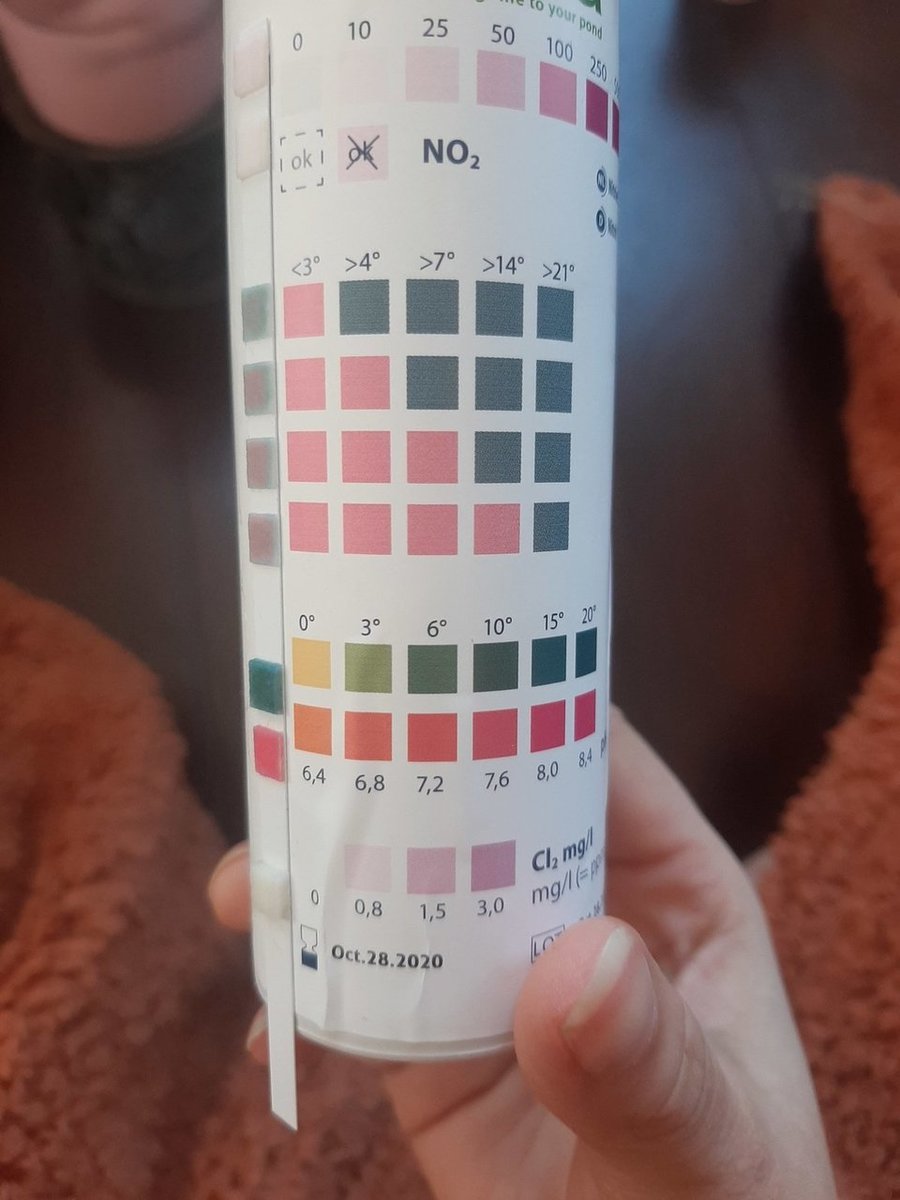 to your pond
0 10 25 50 100 250
ok ok NO₂
<3° >4° >7° >14° >21°
0° 3° 6° 10° 15° 20°
6,4 6,8 7,2 7,6 8,0 8,4
Cl₂ mg/l
0 0,8 1,5 3,0 mg/l (=
Oct.28.2020 LOT